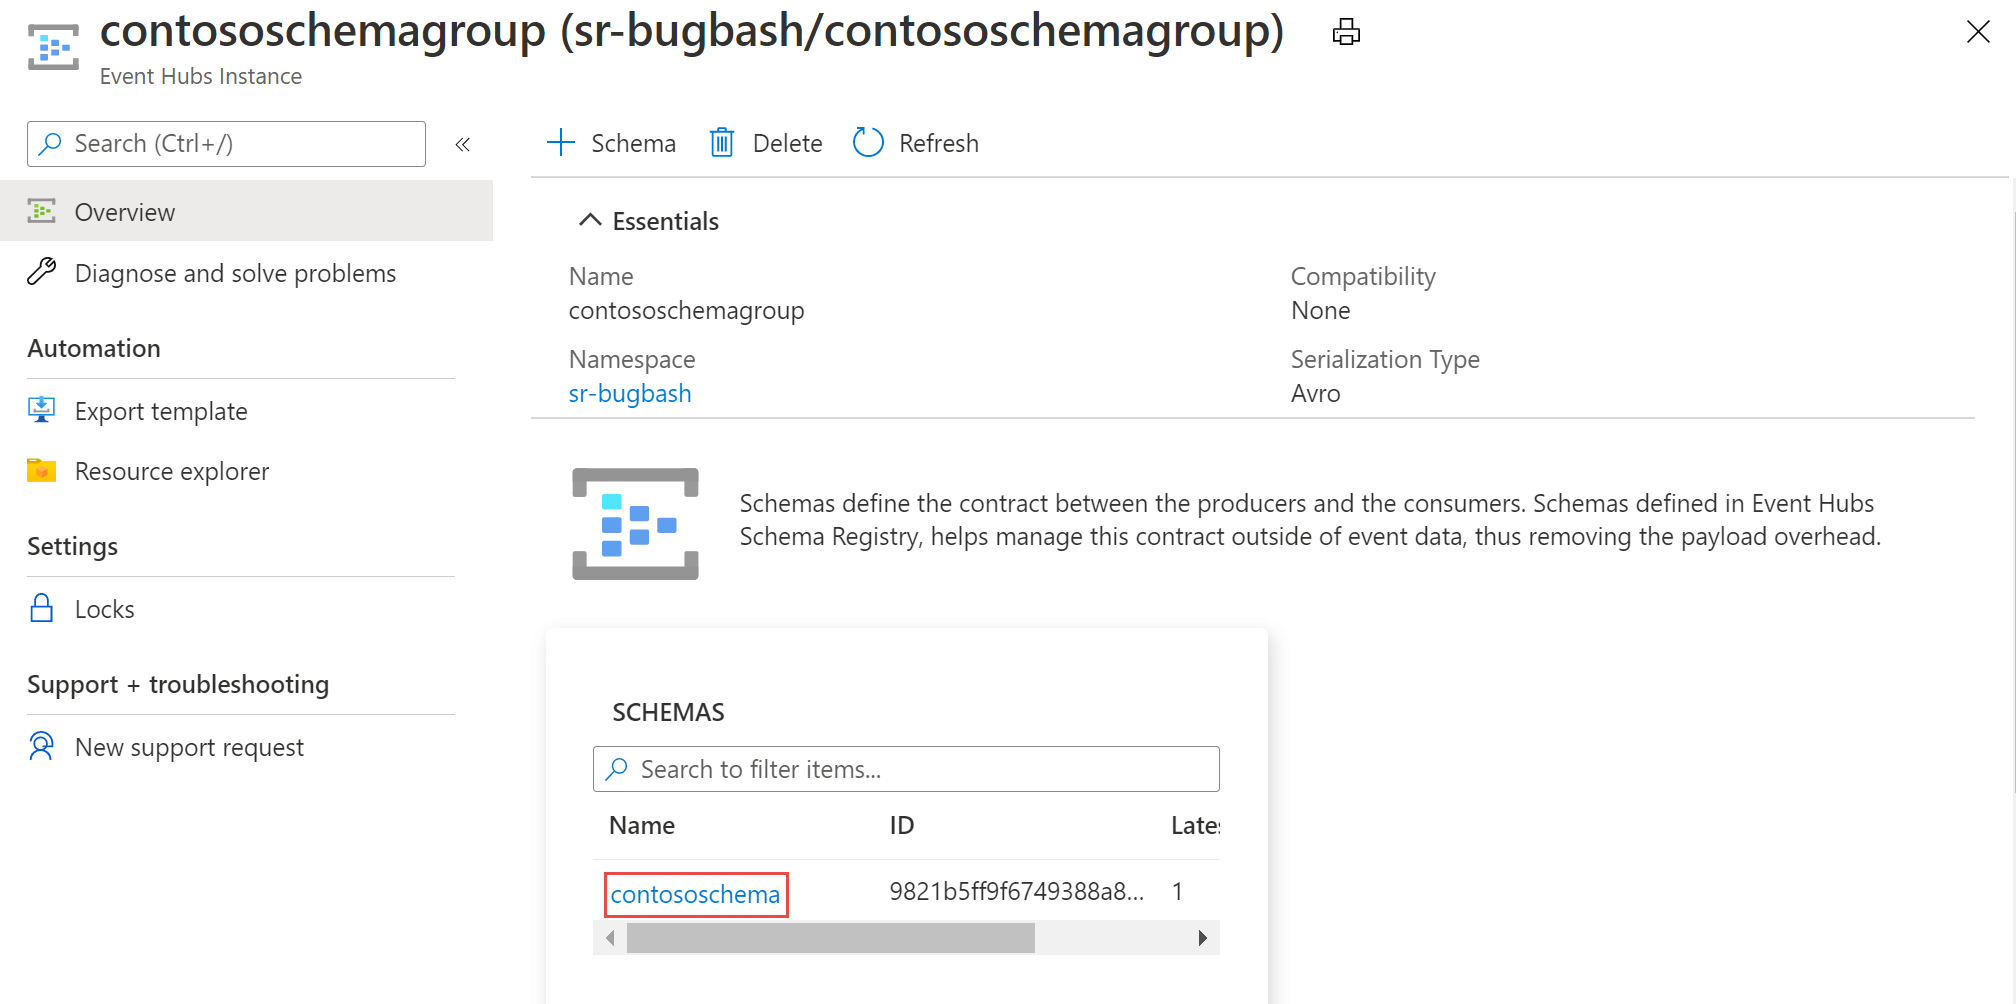 contososchemagroup (sr-bugbash/contososchemagroup)
Event Hubs Instance
Search (Ctrl+/)
Overview
Diagnose and solve problems
Automation
Export template
Resource explorer
Settings
Locks
Support + troubleshooting
New support request
Schema
Delete
Refresh
Essentials
Name
contososchemagroup
Namespace
sr-bugbash
Compatibility
None
Serialization Type
Avro
Schemas define the contract between the producers and the consumers. Schemas defined in Event Hubs
Schema Registry, helps manage this contract outside of event data, thus removing the payload overhead.
SCHEMAS
Search to filter items...
Name ID Lates
contososchema 9821b5ff9f6749388a8... 1